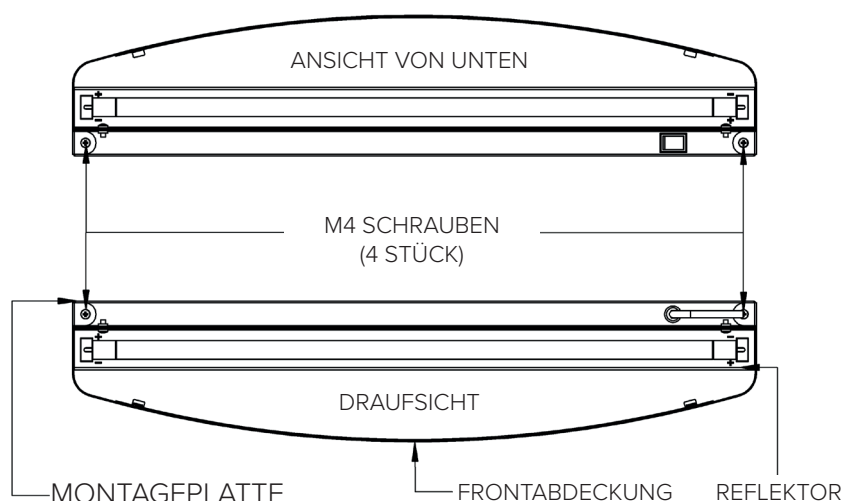 ANSICHT VON UNTEN
+ -
- +
M4 SCHRAUBEN
(4 STÜCK)
+ -
- +
DRAUFSICHT
MONTAGEPLATTE
FRONTABDECKUNG
REFLEKTOR